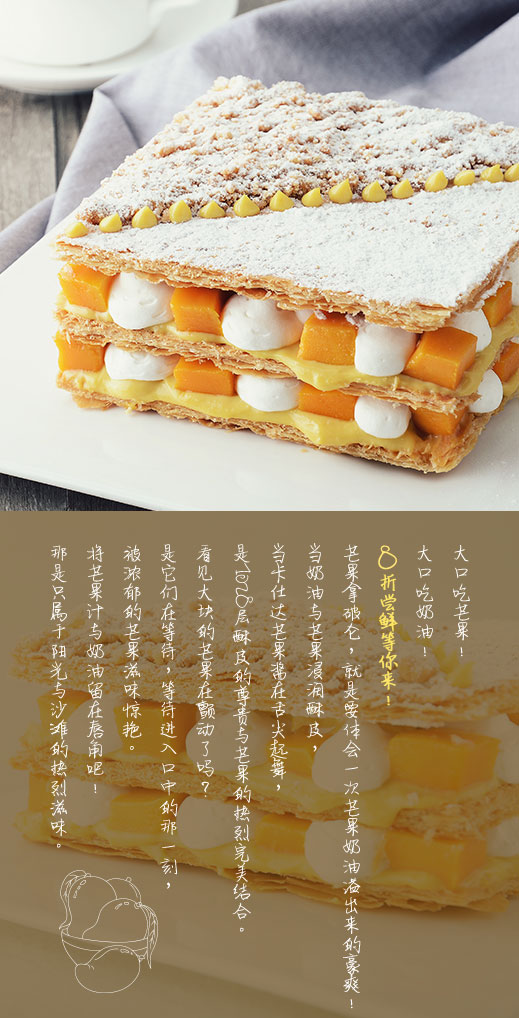 大口吃芒果！
大口吃奶油！
8折尝鲜等你来！
芒果拿破仑，就是要体会一次芒果奶油溢出来的豪爽！
当奶油与芒果浸润酥皮，
当卡仕达芒果酱在舌尖起舞，
是1028层酥皮的尊贵与芒果的热烈完美结合。
看见大块的芒果在颤动了吗？
是它们在等待，等待进入口中的那一刻，
被浓郁的芒果滋味惊艳。
将芒果汁与奶油留在唇角吧！
那是只属于阳光与沙滩的热烈滋味。